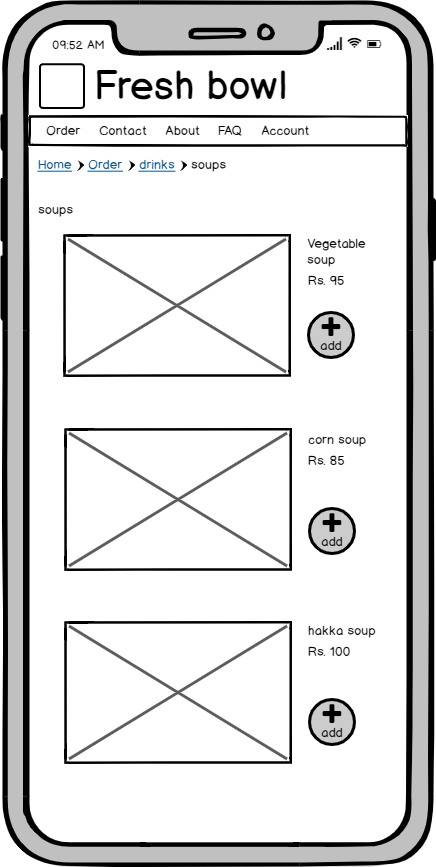 09:52 AM
Fresh bowl
Order Contact About FAQ Account
Home Order drinks soups
soups
Vegetable
soup
Rs. 95
add
corn soup
Rs. 85
add
hakka soup
Rs. 100
add